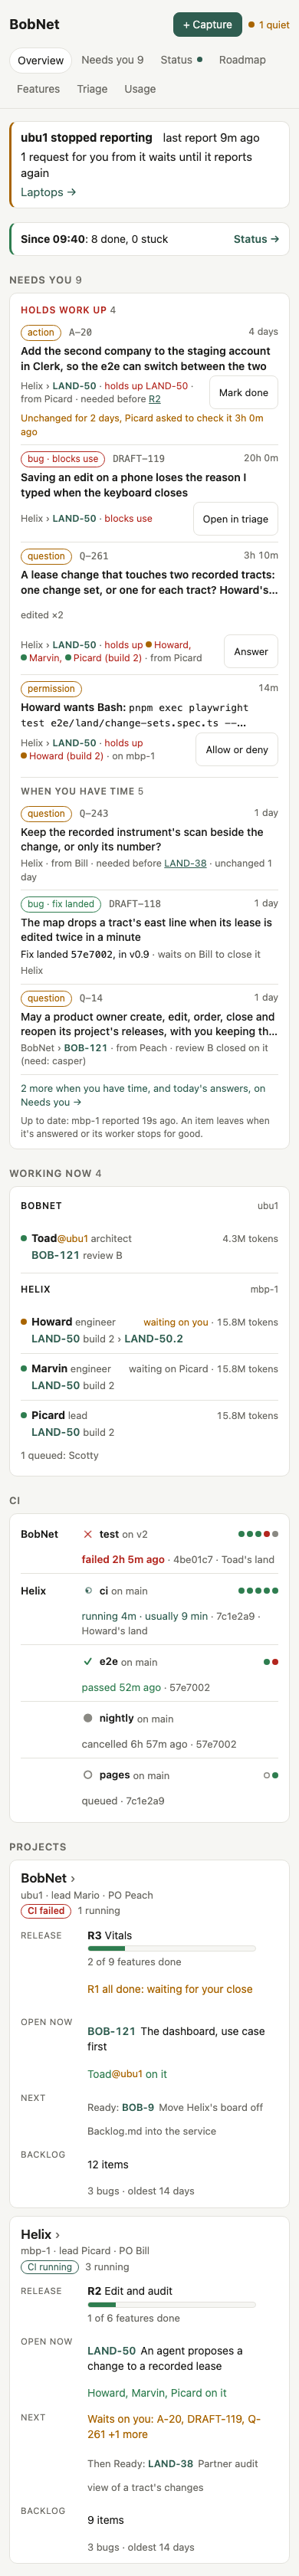 BobNet
+ Capture
1 quiet
Overview
Needs you 9
Status
Roadmap
Features
Triage
Usage
ubu1 stopped reporting last report 9m ago
1 request for you from it waits until it reports
again
Laptops →
Since 09:40: 8 done, 0 stuck
Status →
NEEDS YOU 9
HOLDS WORK UP 4
action A-20 4 days
Add the second company to the staging account
in Clerk, so the e2e can switch between the two
Helix › LAND-50 · holds up LAND-50 ·
from Picard · needed before R2
Mark done
Unchanged for 2 days, Picard asked to check it 3h 0m
ago
bug · blocks use DRAFT-119 20h 0m
Saving an edit on a phone loses the reason I
typed when the keyboard closes
Helix › LAND-50 · blocks use
Open in triage
question Q-261 3h 10m
A lease change that touches two recorded tracts:
one change set, or one for each tract? Howard's...
edited ×2
Helix › LAND-50 · holds up Howard,
Marvin, Picard (build 2) · from Picard
Answer
permission 14m
Howard wants Bash: pnpm exec playwright
test e2e/land/change-sets.spec.ts --...
Helix › LAND-50 · holds up
Howard (build 2) · on mbp-1
Allow or deny
WHEN YOU HAVE TIME 5
question Q-243 1 day
Keep the recorded instrument's scan beside the
change, or only its number?
Helix · from Bill · needed before LAND-38 · unchanged 1
day
bug · fix landed DRAFT-118 1 day
The map drops a tract's east line when its lease is
edited twice in a minute
Fix landed 57e7002, in v0.9 · waits on Bill to close it
Helix
question Q-14 1 day
May a product owner create, edit, order, close and
reopen its project's releases, with you keeping th...
BobNet › BOB-121 · from Peach · review B closed on it
(need: casper)
2 more when you have time, and today's answers, on
Needs you →
Up to date: mbp-1 reported 19s ago. An item leaves when
it's answered or its worker stops for good.
WORKING NOW 4
BOBNET ubu1
Toad@ubu1 architect 4.3M tokens
BOB-121 review B
HELIX mbp-1
Howard engineer waiting on you · 15.8M tokens
LAND-50 build 2 › LAND-50.2
Marvin engineer waiting on Picard · 15.8M tokens
LAND-50 build 2
Picard lead 15.8M tokens
LAND-50 build 2
1 queued: Scotty
CI
BobNet test on v2
failed 2h 5m ago · 4be01c7 · Toad's land
Helix ci on main
running 4m · usually 9 min · 7c1e2a9 ·
Howard's land
e2e on main
passed 52m ago · 57e7002
nightly on main
cancelled 6h 57m ago · 57e7002
pages on main
queued · 7c1e2a9
PROJECTS
BobNet ›
ubu1 · lead Mario · PO Peach
CI failed 1 running
RELEASE R3 Vitals
2 of 9 features done
R1 all done: waiting for your close
OPEN NOW
BOB-121 The dashboard, use case
first
Toad@ubu1 on it
NEXT
Ready: BOB-9 Move Helix's board off
Backlog.md into the service
BACKLOG
12 items
3 bugs · oldest 14 days
Helix ›
mbp-1 · lead Picard · PO Bill
CI running 3 running
RELEASE R2 Edit and audit
1 of 6 features done
OPEN NOW
LAND-50 An agent proposes a
change to a recorded lease
Howard, Marvin, Picard on it
NEXT
Waits on you: A-20, DRAFT-119, Q-
261 +1 more
Then Ready: LAND-38 Partner audit
view of a tract's changes
BACKLOG
9 items
3 bugs · oldest 14 days